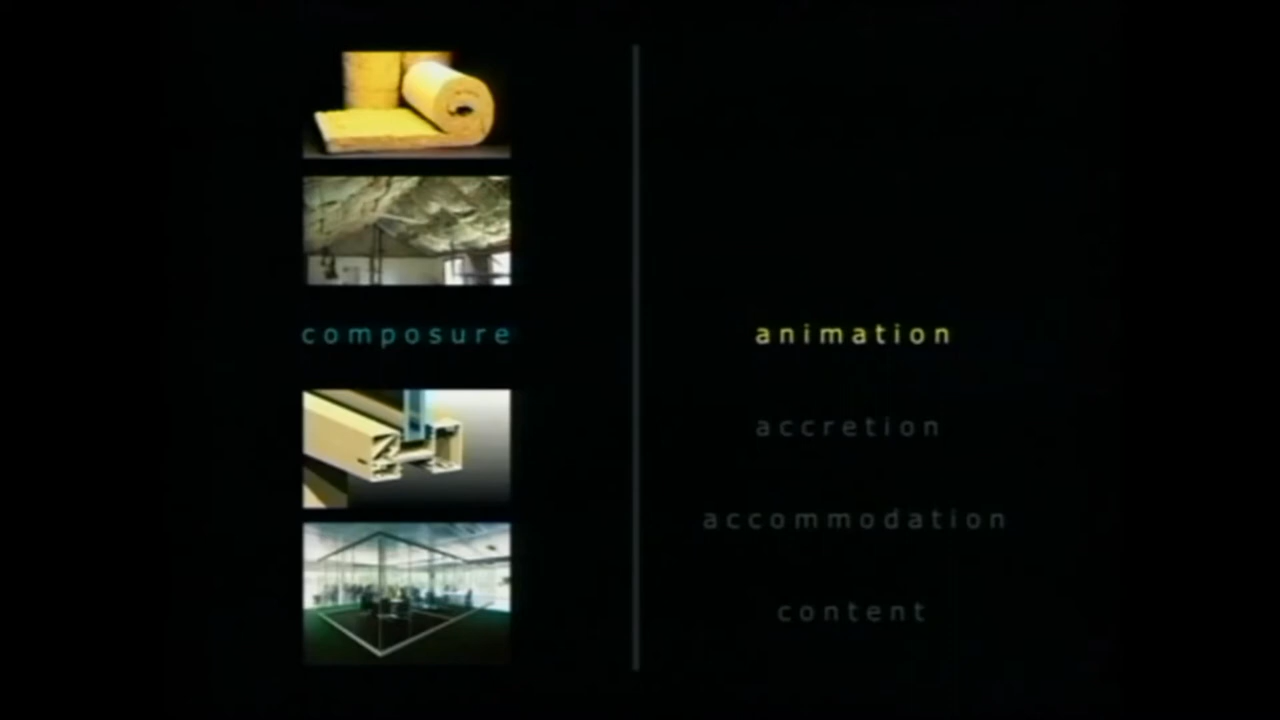 composure
animation
accretion
accommodation
content